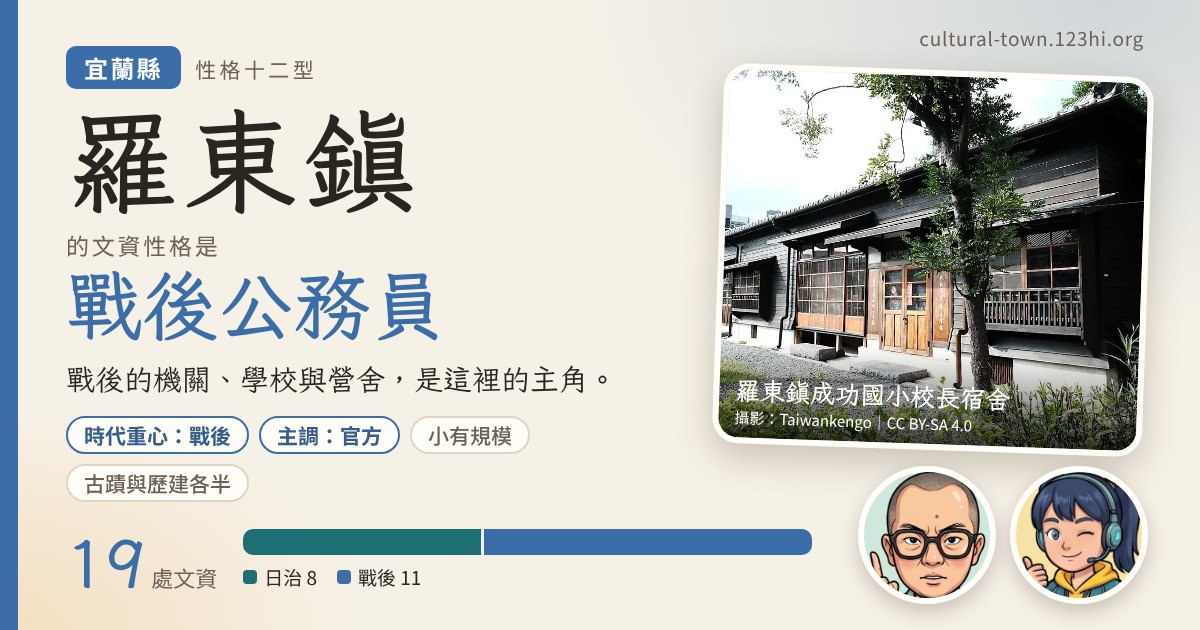 cultural-town.123hi.org
宜蘭縣 性格十二型
羅東鎮
的文資性格是
戰後公務員
戰後的機關、學校與營舍，是這裡的主角。
時代重心：戰後 主調：官方 小有規模
古蹟與歷建各半
19 處文資
日治 8 戰後 11
羅東鎮成功國小校長宿舍
攝影：Taiwankengo｜CC BY-SA 4.0